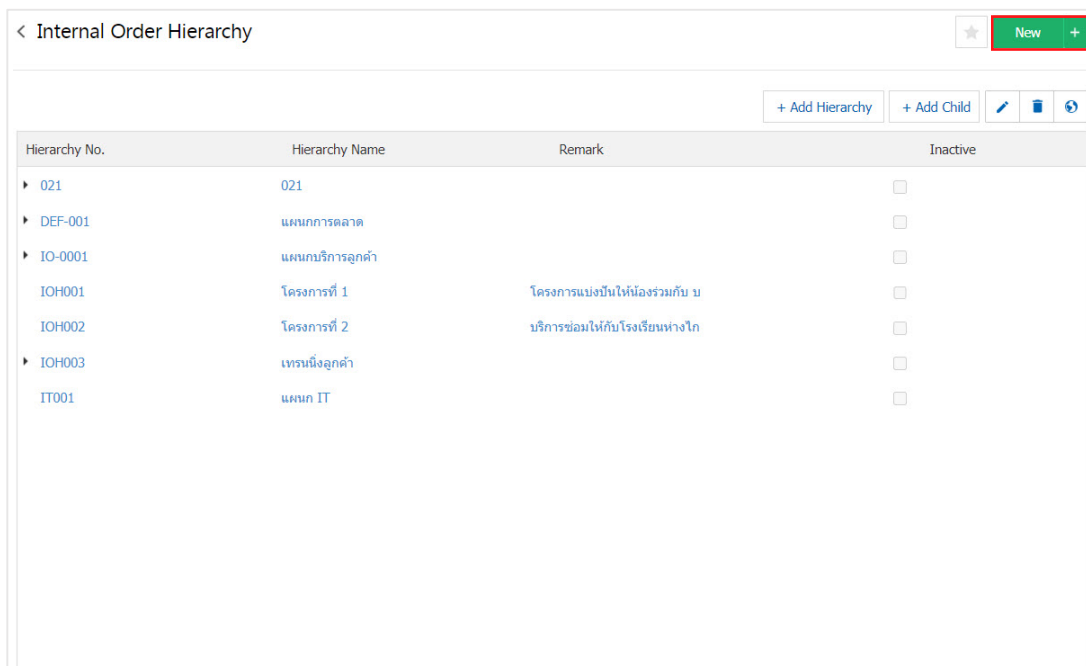 Internal Order Hierarchy
New +
+ Add Hierarchy + Add Child
Hierarchy No. Hierarchy Name Remark Inactive
021 021
DEF-001 แผนกการตลาด
IO-0001 แผนกบริการลูกค้า
IOH001 โครงการที่ 1 โครงการแบ่งปันให้น้องร่วมกับ บ
IOH002 โครงการที่ 2 บริการซ่อมให้กับโรงเรียนห่างไก
IOH003 เทรนนิ่งลูกค้า
IT001 แผนก IT